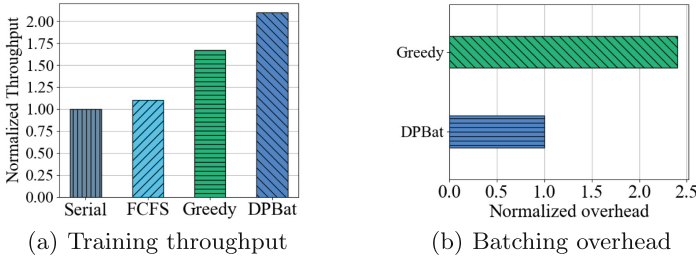 Normalized Throughput
2.00
1.75
1.50
1.25
1.00
0.75
0.50
0.25
0.00
Serial FCFS Greedy DPBat
(a) Training throughput
Greedy
DPBat
0.0 0.5 1.0 1.5 2.0 2.5
Normalized overhead
(b) Batching overhead